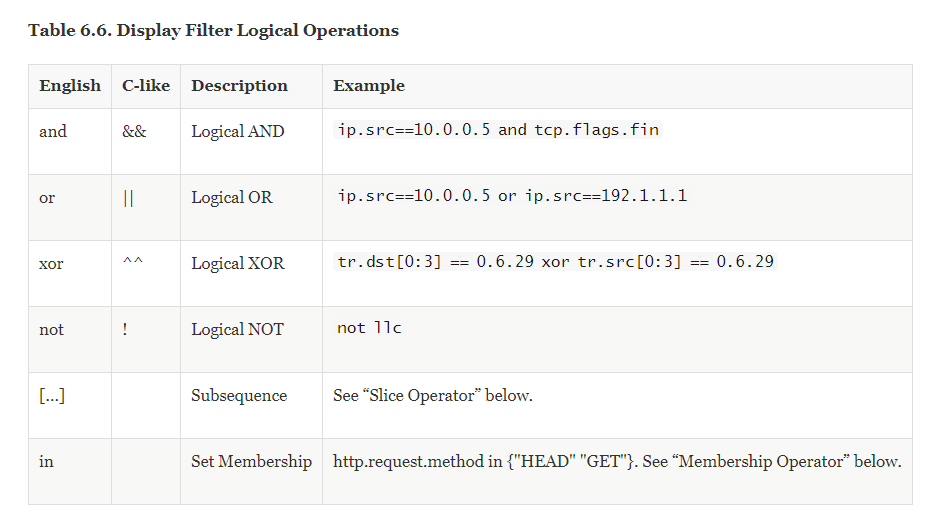 Table 6.6. Display Filter Logical Operations
English C-like Description Example
and && Logical AND ip.src==10.0.0.5 and tcp.flags.fin
or || Logical OR ip.src==10.0.0.5 or ip.src==192.1.1.1
xor ^^ Logical XOR tr.dst[0:3] == 0.6.29 xor tr.src[0:3] == 0.6.29
not ! Logical NOT not llc
[…] Subsequence See “Slice Operator” below.
in Set Membership http.request.method in {"HEAD" "GET"}. See “Membership Operator” below.